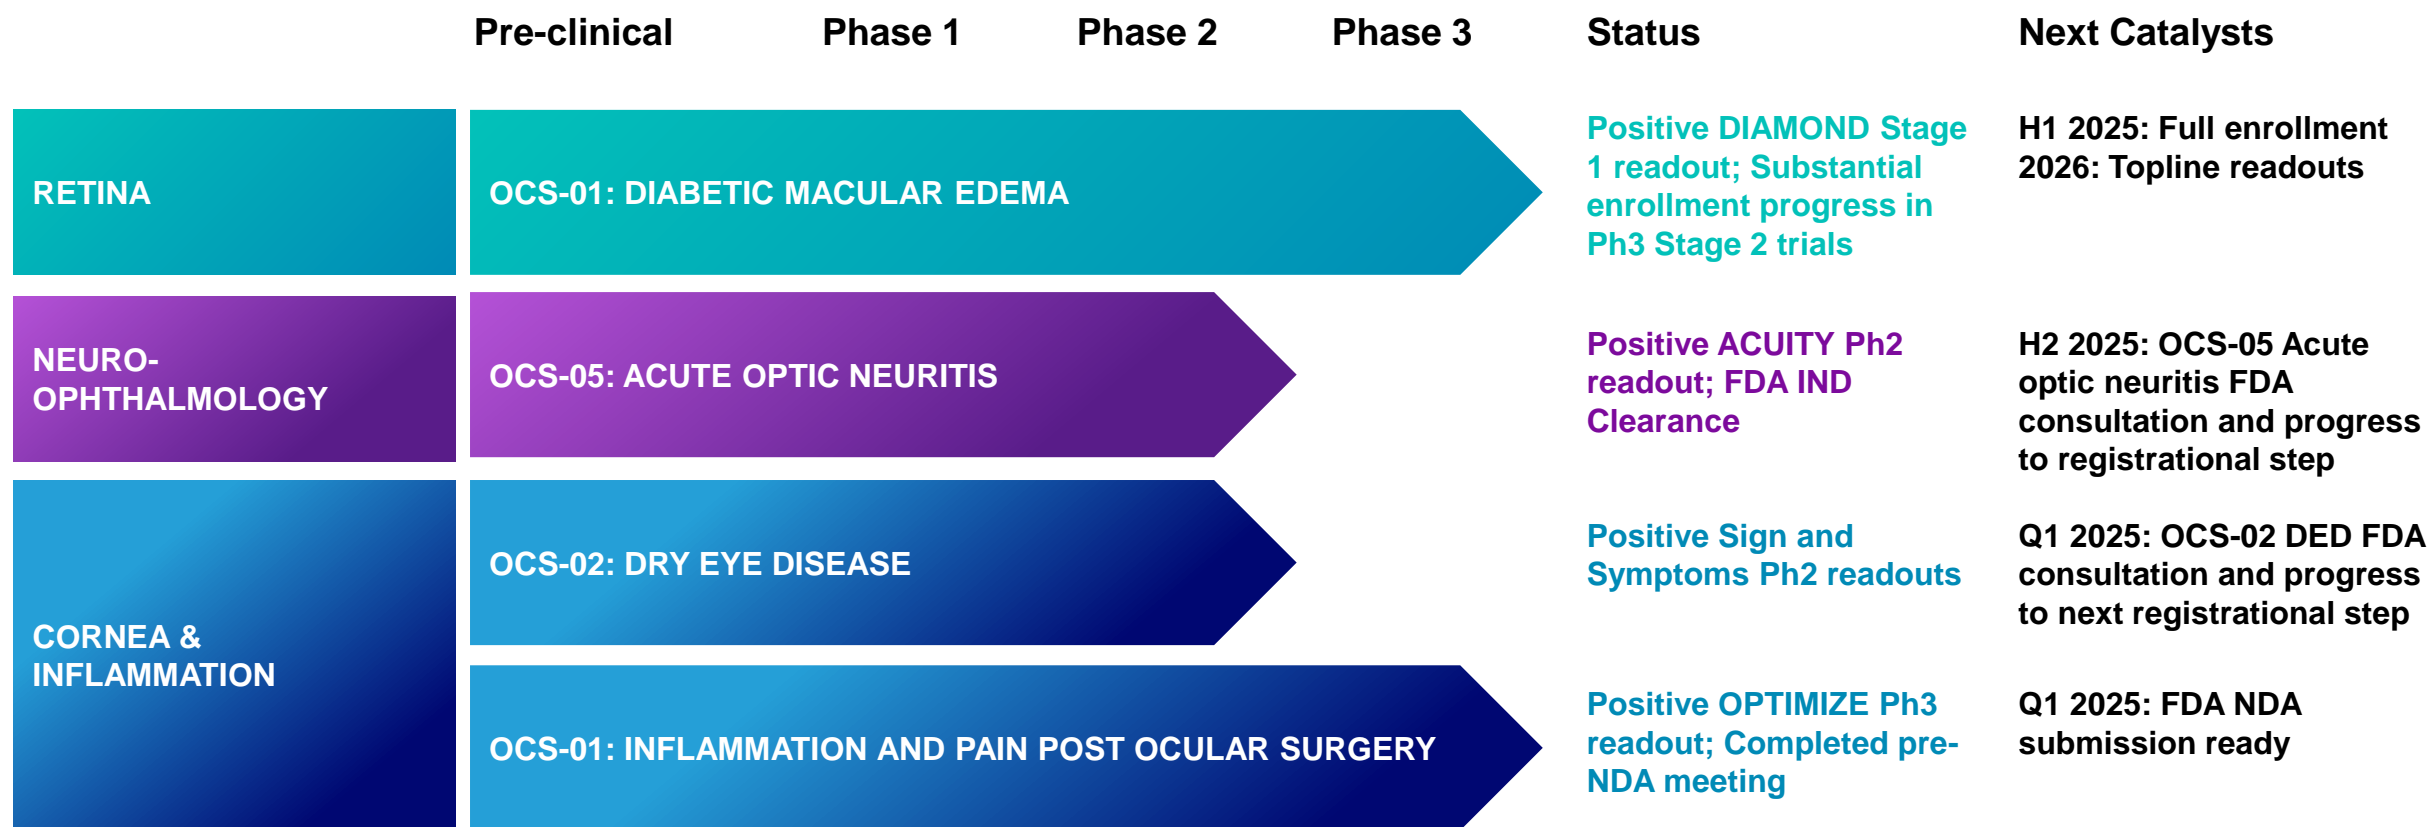 Pre-clinical Phase 1 Phase 2 Phase 3 Status Next Catalysts
RETINA
OCS-01: DIABETIC MACULAR EDEMA
Positive DIAMOND Stage
1 readout; Substantial
enrollment progress in
Ph3 Stage 2 trials
H1 2025: Full enrollment
2026: Topline readouts
NEURO-
OPHTHALMOLOGY
OCS-05: ACUTE OPTIC NEURITIS
Positive ACUITY Ph2
readout; FDA IND
Clearance
H2 2025: OCS-05 Acute
optic neuritis FDA
consultation and progress
to registrational step
CORNEA &
INFLAMMATION
OCS-02: DRY EYE DISEASE
Positive Sign and
Symptoms Ph2 readouts
Q1 2025: OCS-02 DED FDA
consultation and progress
to next registrational step
OCS-01: INFLAMMATION AND PAIN POST OCULAR SURGERY
Positive OPTIMIZE Ph3
readout; Completed pre-
NDA meeting
Q1 2025: FDA NDA
submission ready